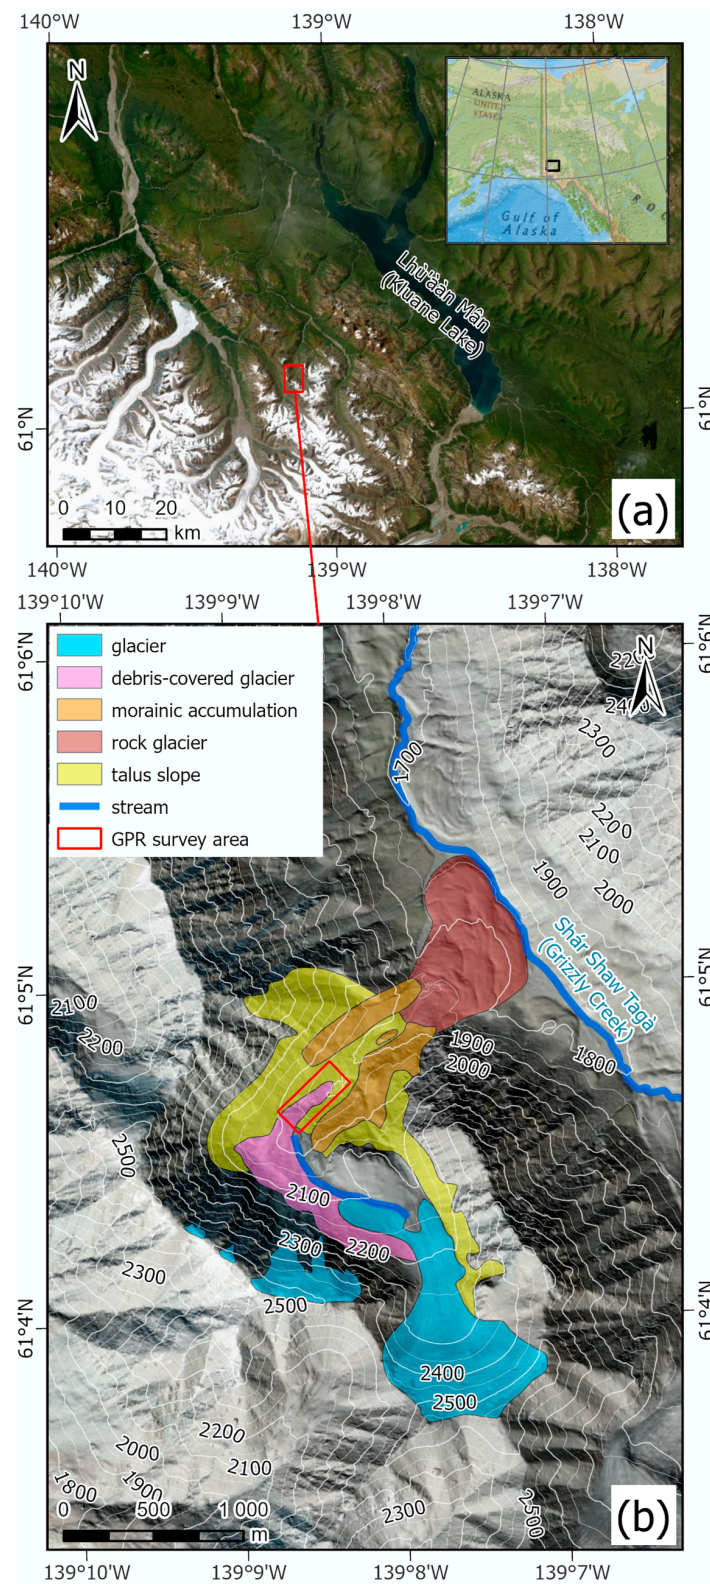 140°W 139°W 138°W
N
ALASKA
UNITED
STATES
ROC
Gulf of
Alaska
Lhù'ààn Mân
(Kluane Lake)
61°N 61°N
0 10 20
km
(a)
140°W 139°W 138°W
139°10'W 139°9'W 139°8'W 139°7'W
61°6'N 61°6'N
glacier
debris-covered glacier
morainic accumulation
rock glacier
talus slope
stream
GPR survey area
N
2200
2400
2300
1700
2200
2100
1900
2000
Shár Shaw Tagà
(Grizzly Creek)
61°5'N 61°5'N
2100
2200
1900
2000
1800
2500
2100
2300
2200
2300
2500
61°4'N 61°4'N
2400
2500
2200
2000
2100
1900
1800
2300
2500
0 500 1 000
m
(b)
139°10'W 139°9'W 139°8'W 139°7'W